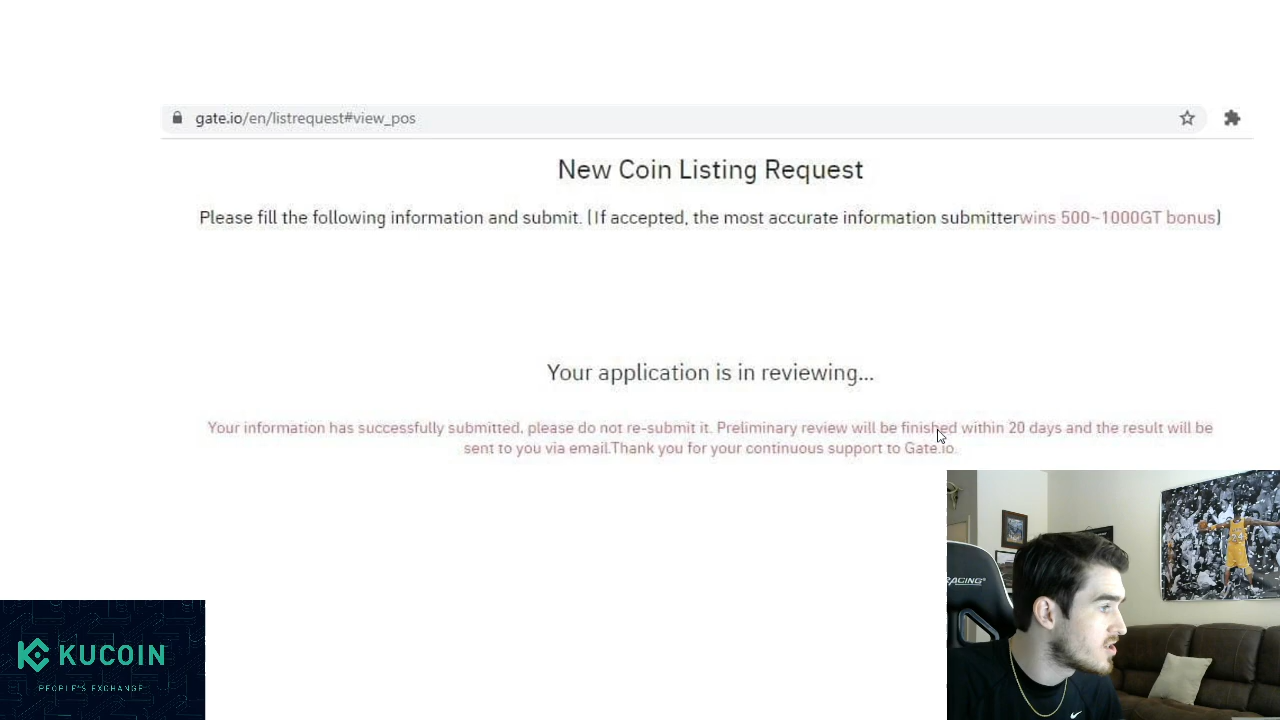 gate.io/en/listrequest#view_pos
New Coin Listing Request
Please fill the following information and submit. (If accepted, the most accurate information submitterwins 500~1000GT bonus)
Your application is in reviewing...
Your information has successfully submitted, please do not re-submit it. Preliminary review will be finished within 20 days and the result will be
sent to you via email.Thank you for your continuous support to Gate.io.
RACING
24
KUCOIN
PEOPLE'S EXCHANGE